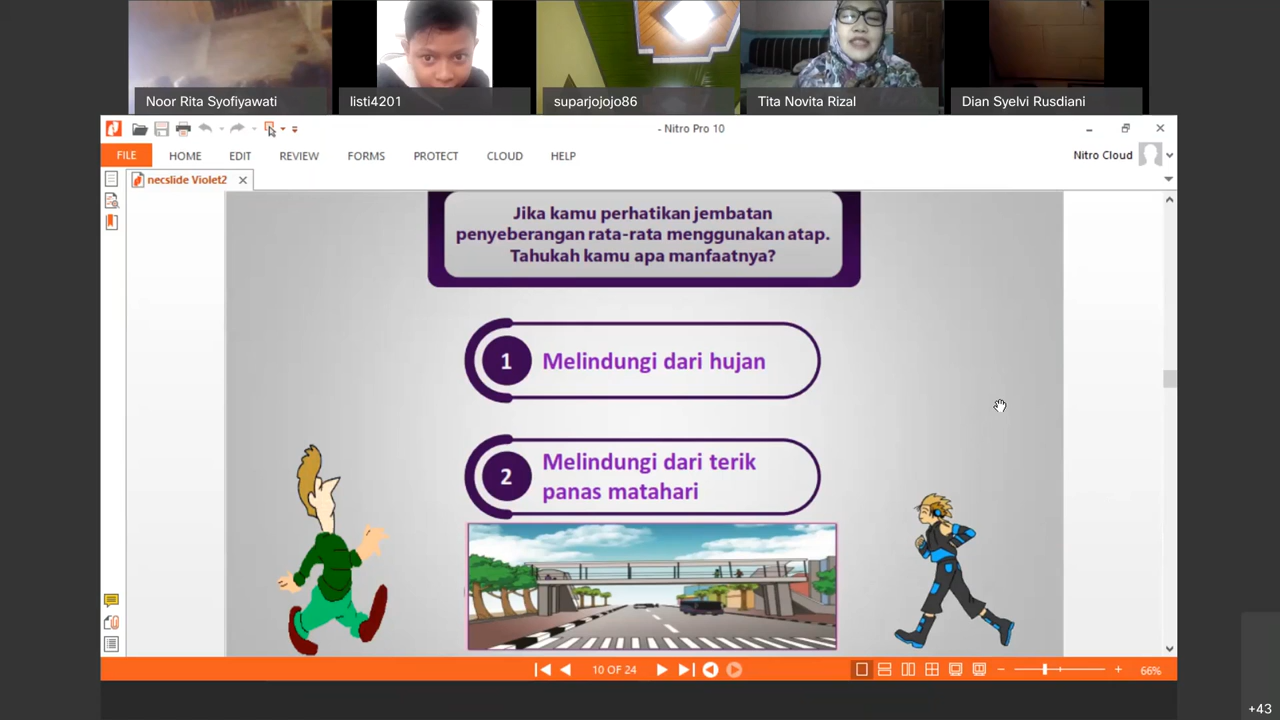 Noor Rita Syofiyawati
listi4201
suparjojojo86
Tita Novita Rizal
Dian Syelvi Rusdiani
- Nitro Pro 10
FILE HOME EDIT REVIEW FORMS PROTECT CLOUD HELP
Nitro Cloud
necslide Violet2
Jika kamu perhatikan jembatan
penyeberangan rata-rata menggunakan atap.
Tahukah kamu apa manfaatnya?
1 Melindungi dari hujan
2 Melindungi dari terik
panas matahari
10 OF 24
66%
+43